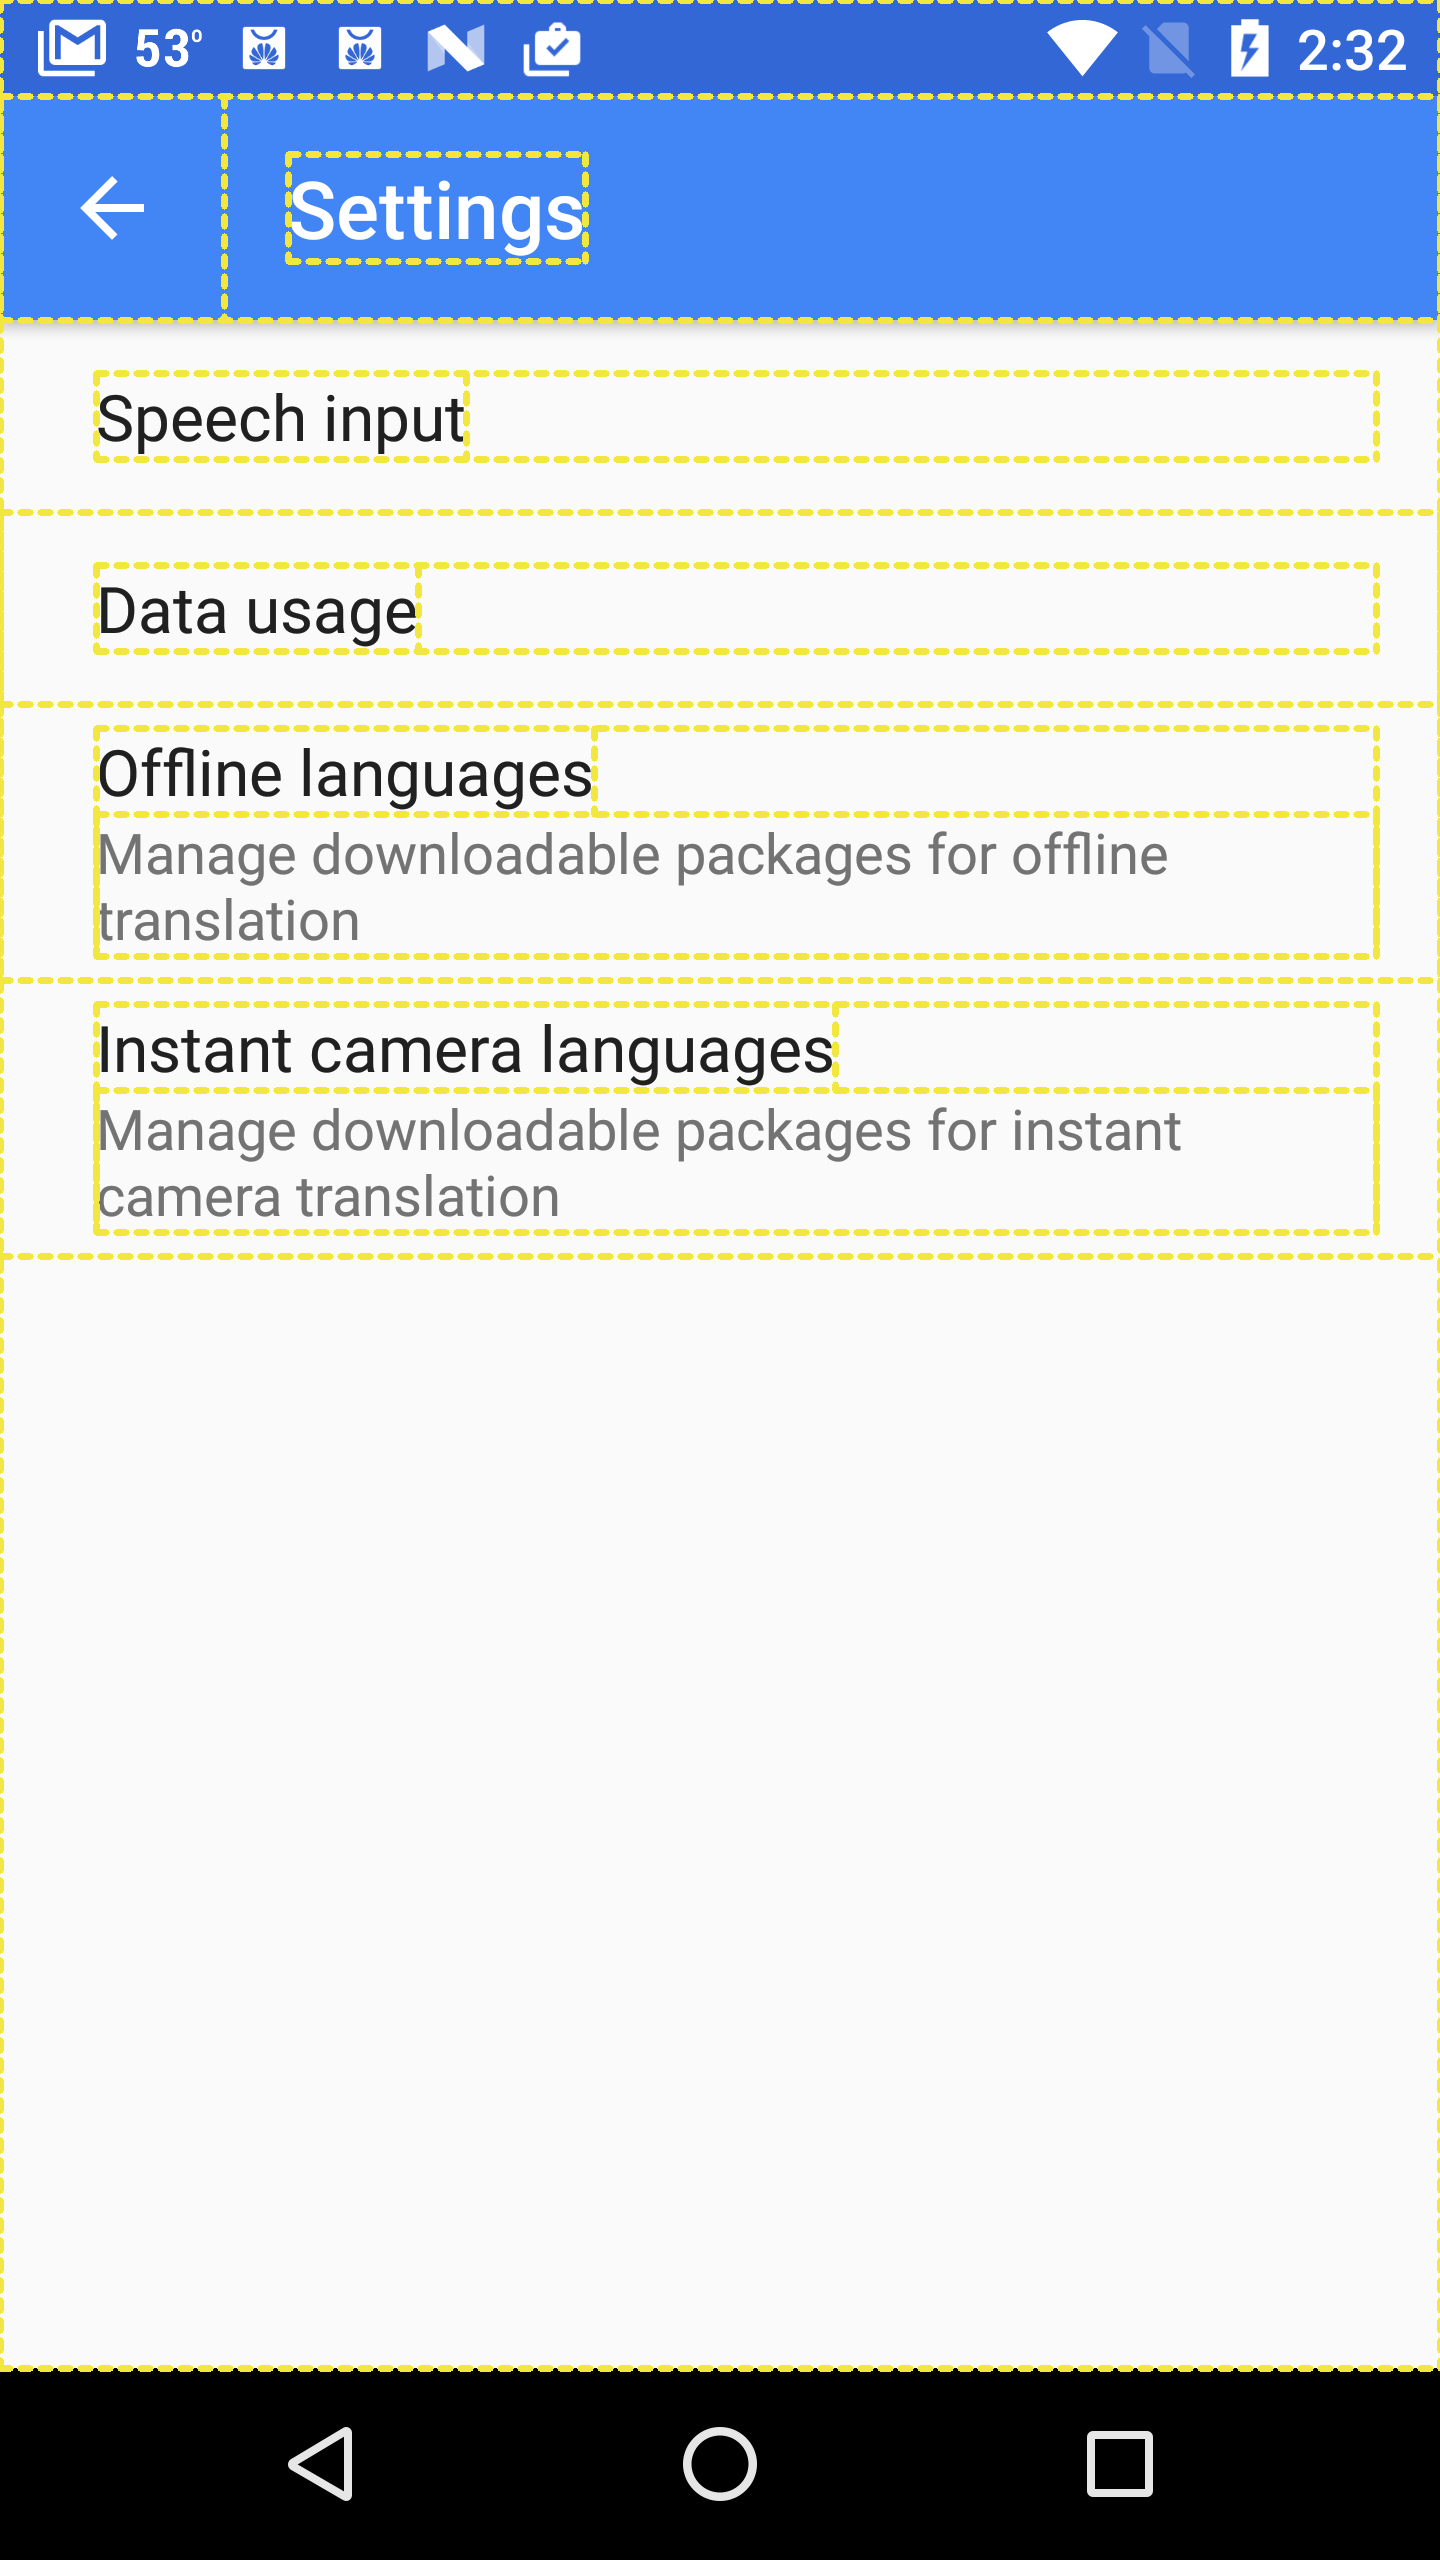 53° 2:32
Settings
Speech input
Data usage
Offline languages
Manage downloadable packages for offline
translation
Instant camera languages
Manage downloadable packages for instant
camera translation